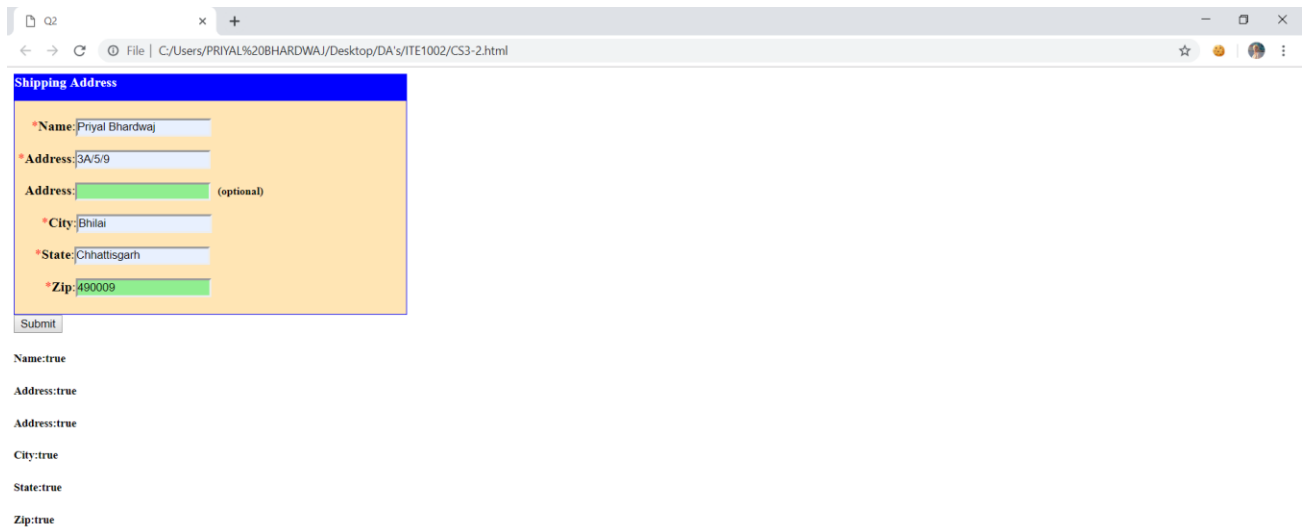 Q2
File | C:/Users/PRIYAL%20BHARDWAJ/Desktop/DA's/ITE1002/CS3-2.html
Shipping Address
*Name: Priyal Bhardwaj
*Address: 3A/5/9
Address: (optional)
*City: Bhilai
*State: Chhattisgarh
*Zip: 490009
Submit
Name:true
Address:true
Address:true
City:true
State:true
Zip:true